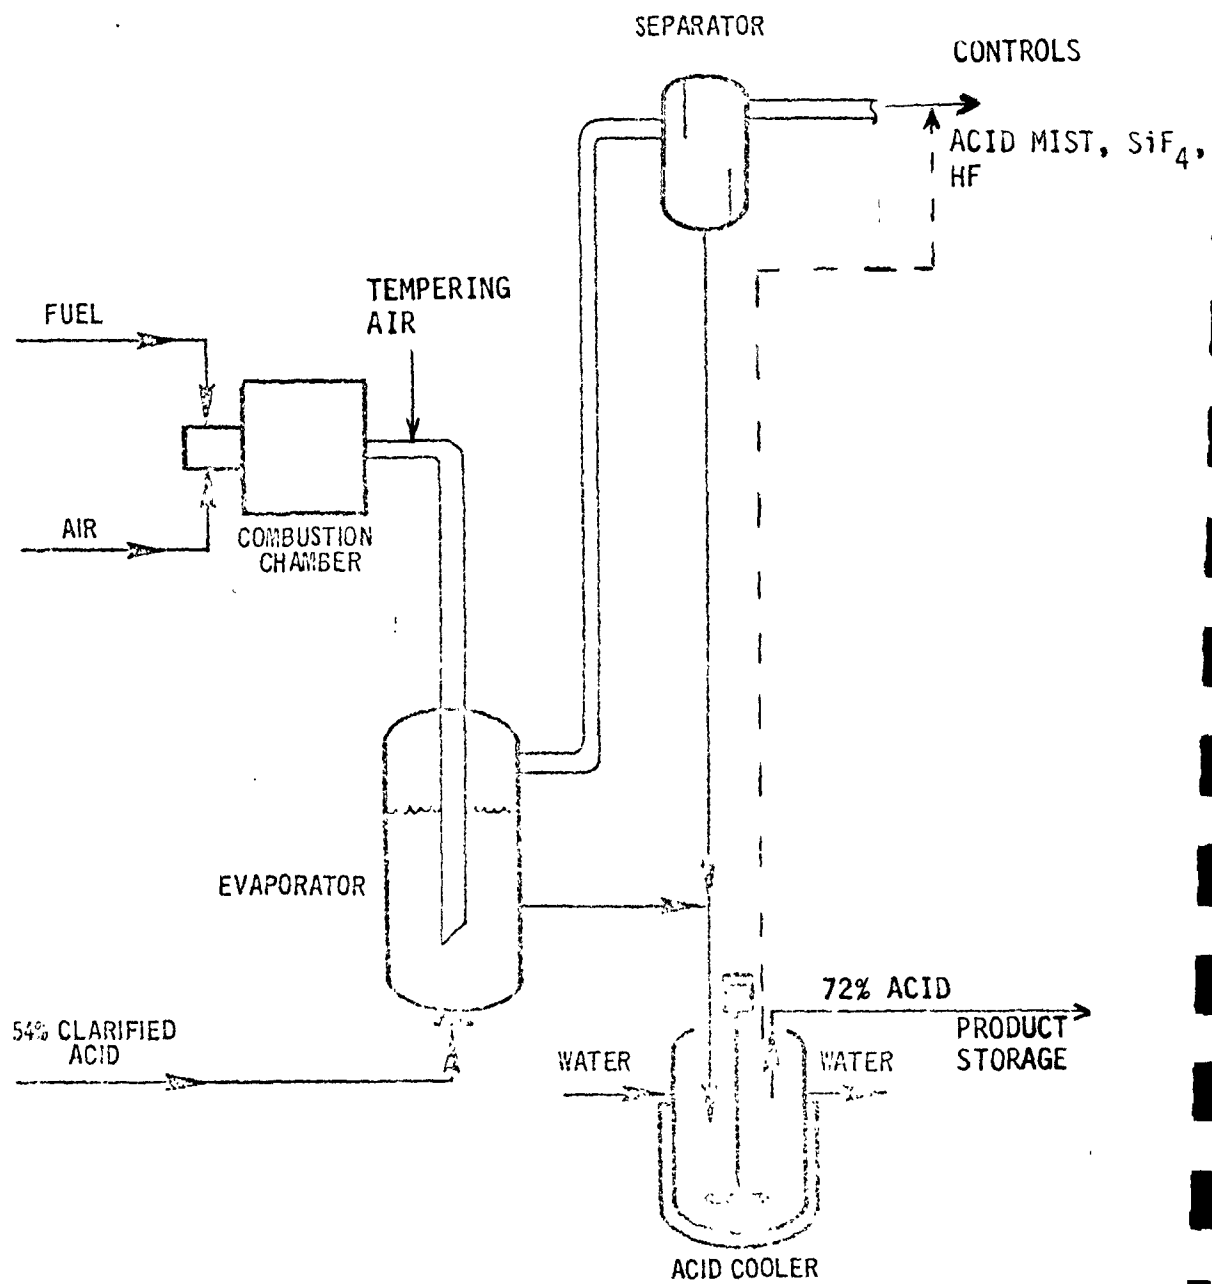 SEPARATOR
CONTROLS
ACID MIST, SiF4,
HF
TEMPERING
AIR
FUEL
AIR
COMBUSTION
CHAMBER
EVAPORATOR
54% CLARIFIED
ACID
72% ACID
PRODUCT
STORAGE
WATER
WATER
ACID COOLER